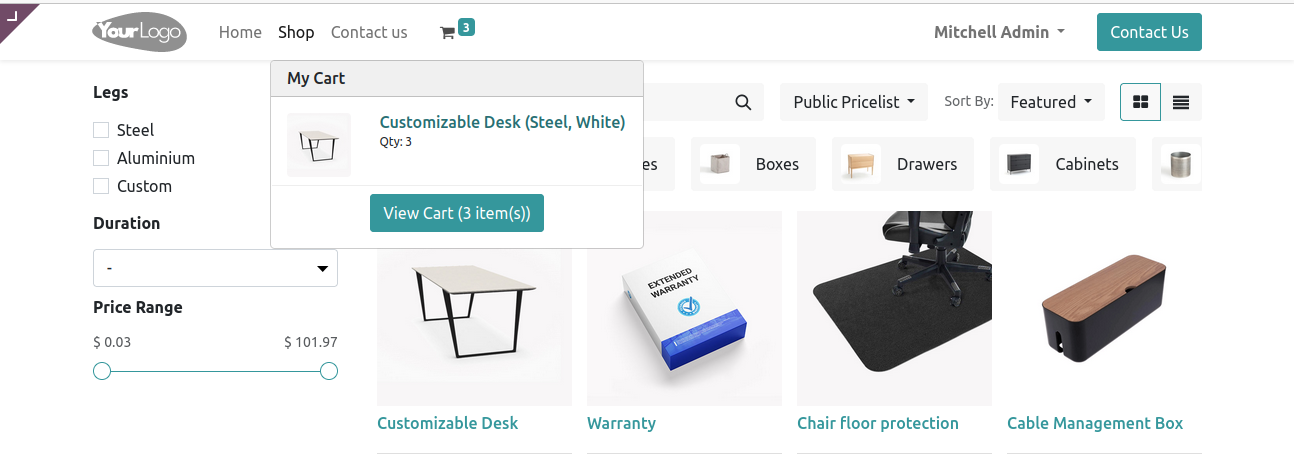 YourLogo
Home Shop Contact us 3
Mitchell Admin
Contact Us
My Cart
Customizable Desk (Steel, White)
Qty: 3
View Cart (3 item(s))
Legs
Steel
Aluminium
Custom
Duration
-
Price Range
$ 0.03 $ 101.97
Public Pricelist
Sort By: Featured
es
Boxes
Drawers
Cabinets
EXTENDED
WARRANTY
Customizable Desk
Warranty
Chair floor protection
Cable Management Box